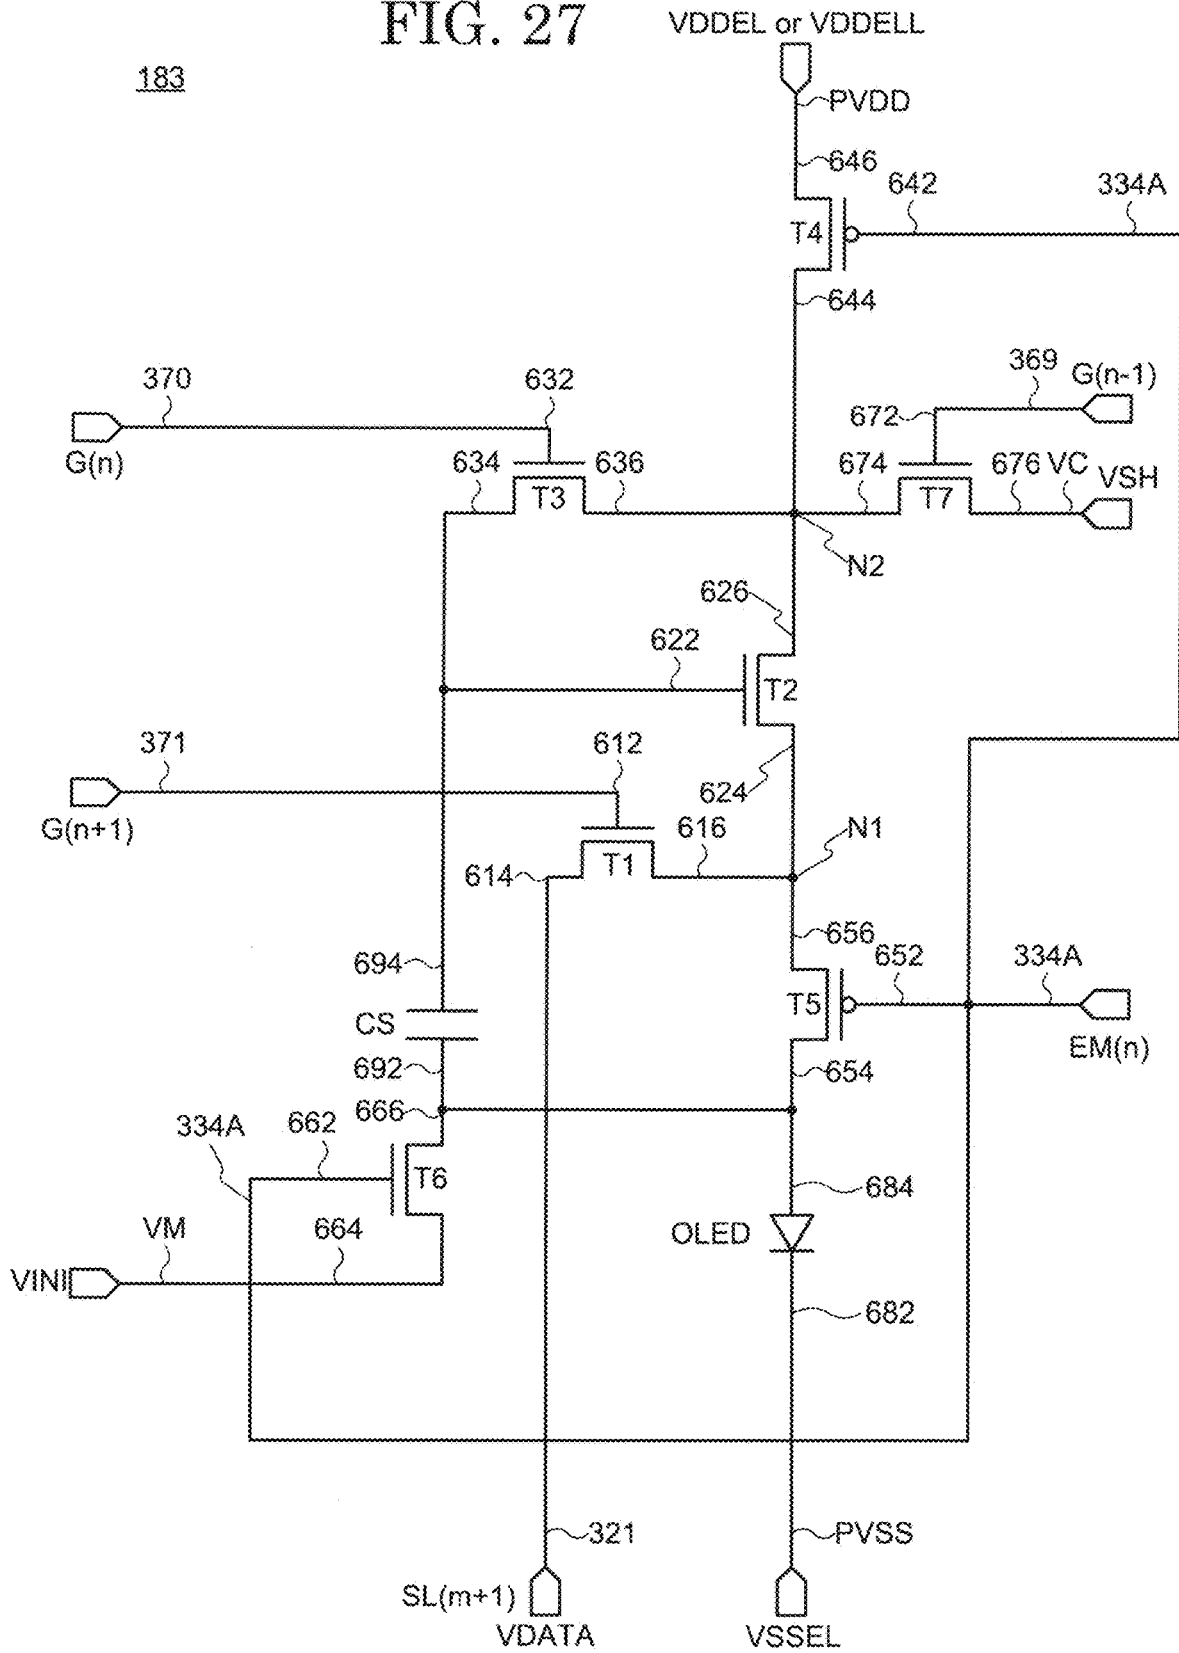 FIG. 27
VDDEL or VDDELL
183
PVDD
646
642
334A
T4
644
370
632
369
G(n-1)
672
G(n)
634
636
674
676
VC
VSH
T3
T7
N2
626
622
T2
371
612
624
G(n+1)
616
N1
T1
614
656
694
652
334A
T5
CS
EM(n)
692
654
666
334A
662
T6
684
VM
664
OLED
VINI
682
321
PVSS
SL(m+1)
VDATA
VSSEL